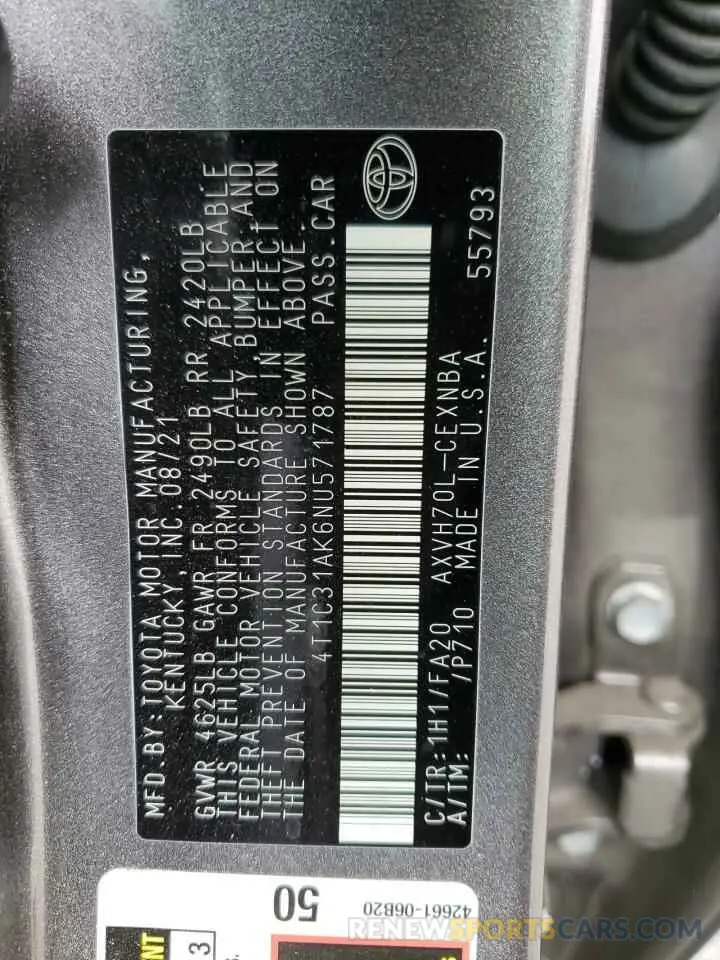 MFD.BY:TOYOTA MOTOR MANUFACTURING,
KENTUCKY,INC.08/21
GVWR 4625LB GAWR FR 2490LB RR 2420LB
THIS VEHICLE CONFORMS TO ALL APPLICABLE
FEDERAL MOTOR VEHICLE SAFETY,BUMPER,AND
THEFT PREVENTION STANDARDS IN EFFECT ON
THE DATE OF MANUFACTURE SHOWN ABOVE.
4T1C31AK6NU571787 PASS.CAR
C/TR:1H1/FA20 AXVH70L-CEXNBA 55793
A/TM: /P710 MADE IN U.S.A.
50
42661-06B20
3
RENEWSPORTSCARS.COM